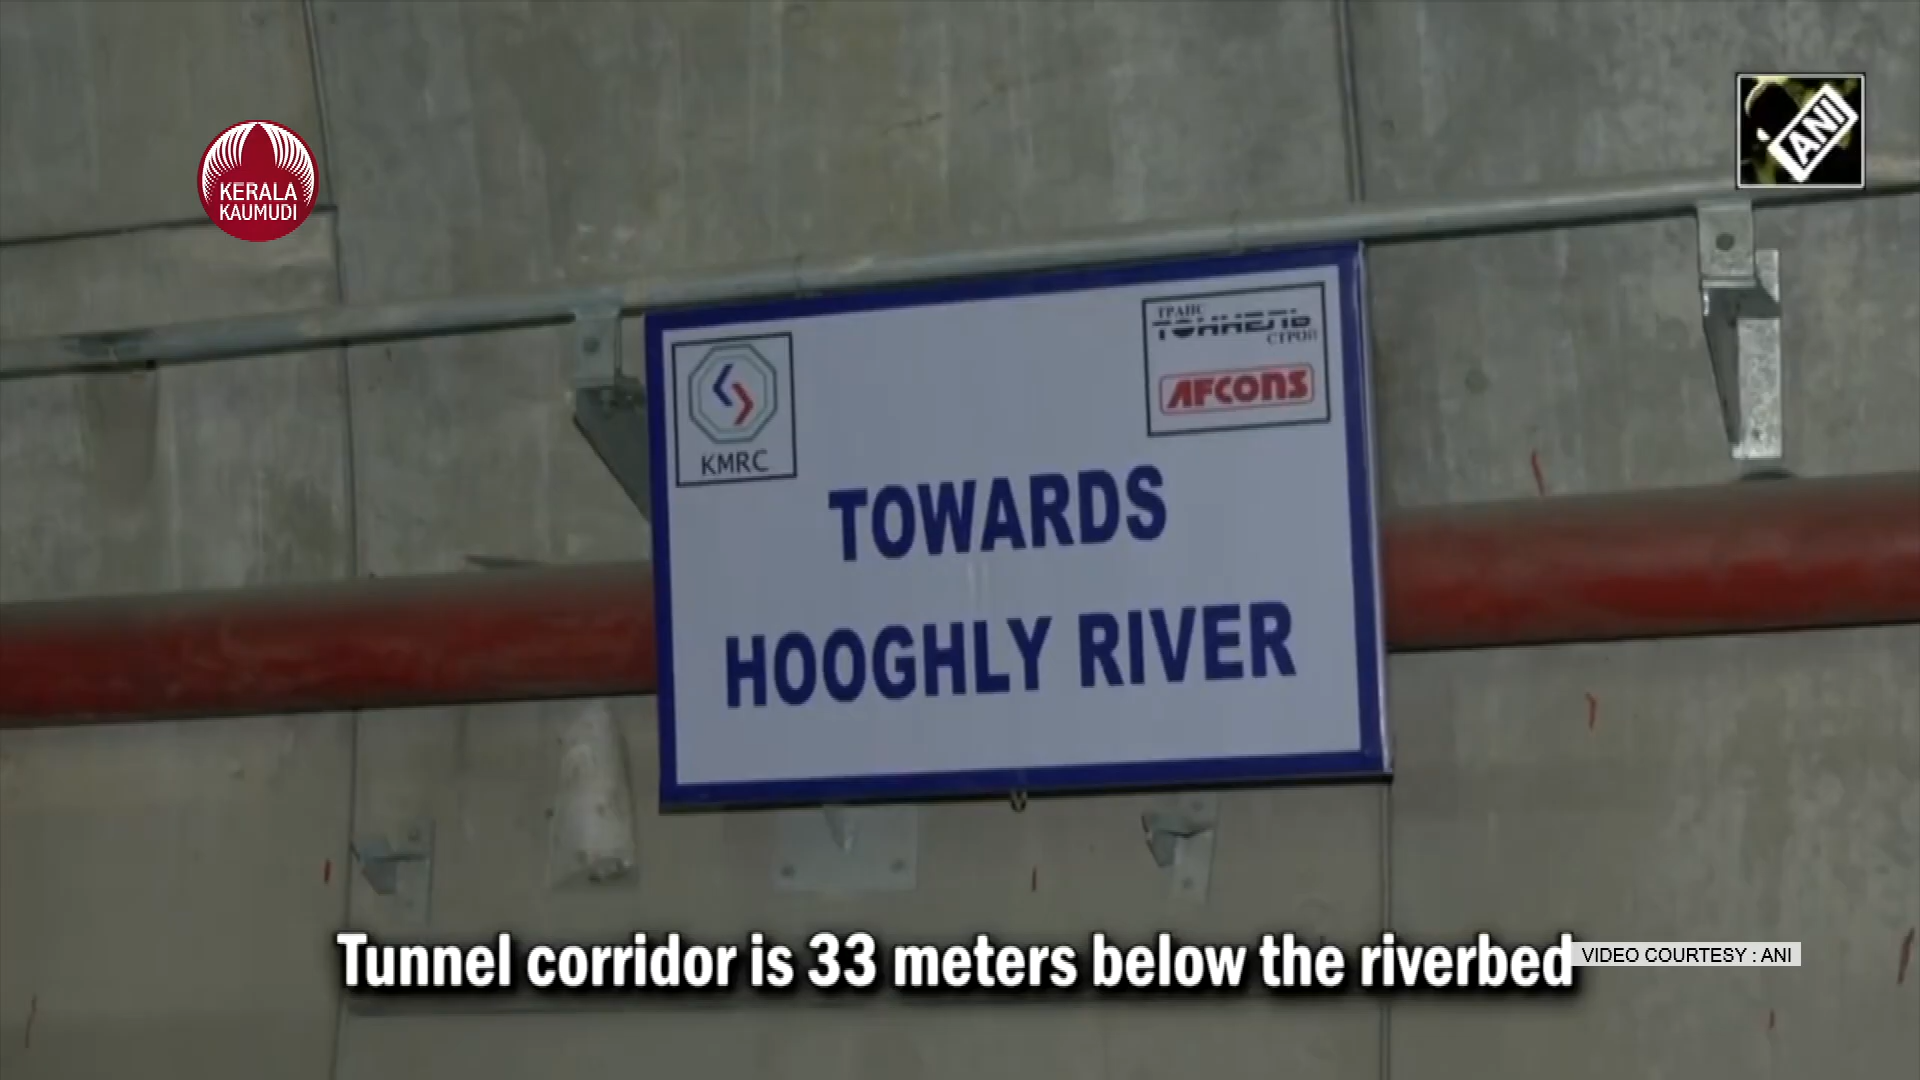 KERALA
KAUMUDI
ANI
ТРАНС
ТОННЕЛЬ
СТРОЙ
AFCONS
KMRC
TOWARDS
HOOGHLY RIVER
Tunnel corridor is 33 meters below the riverbed
VIDEO COURTESY : ANI